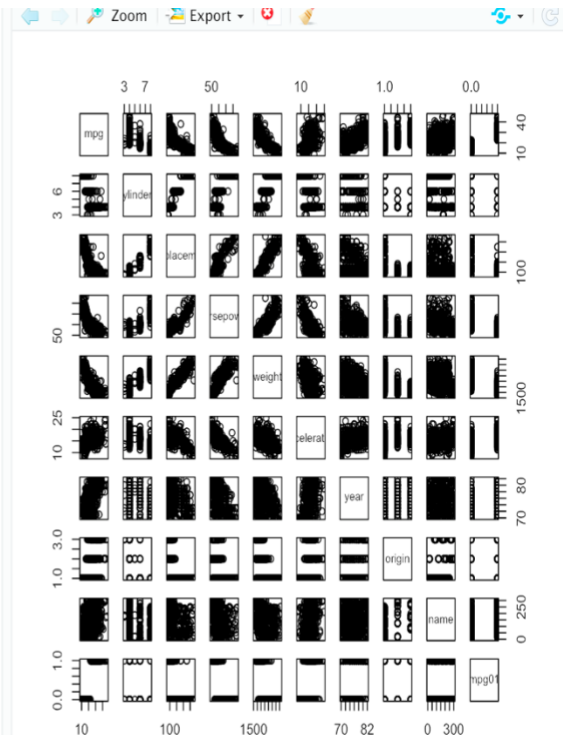 Zoom Export
3 7 50 10 1.0 0.0
mpg 10 40
3 6 ylinder
placem 100
50 rsepow
weight 1500
10 25 celerat
year 70 80
1.0 3.0 origin
name 0 250
0.0 1.0 mpg01
10 100 1500 70 82 0 300